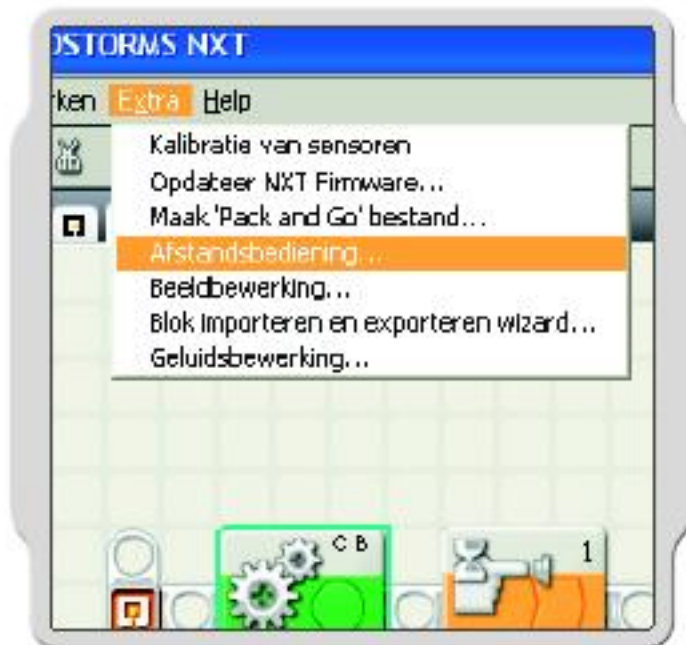 DSTORMS NXT
rken Extra Help
Kalibratie van sensoren
Opdateer NXT Firmware...
Maak 'Pack and Go' bestand...
Afstandsbediening...
Beeldbewerking...
Blok importeren en exporteren wizard...
Geluidsbewerking...
C B
1